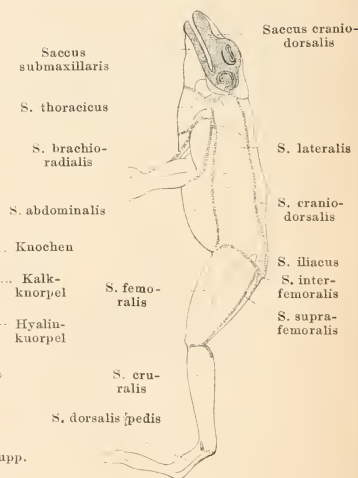 Saccus
submaxillaris
S. thoracicus
S. brachio-
radialis
S. abdominalis
Knochen
Kalk-
knorpel
Hyalin-
knorpel
S. femo-
ralis
S. cru-
ralis
S. dorsalis pedis
upp.
Saccus cranio-
dorsalis
S. lateralis
S. cranio-
dorsalis
S. iliacus
S. inter-
femoralis
S. supra-
femoralis